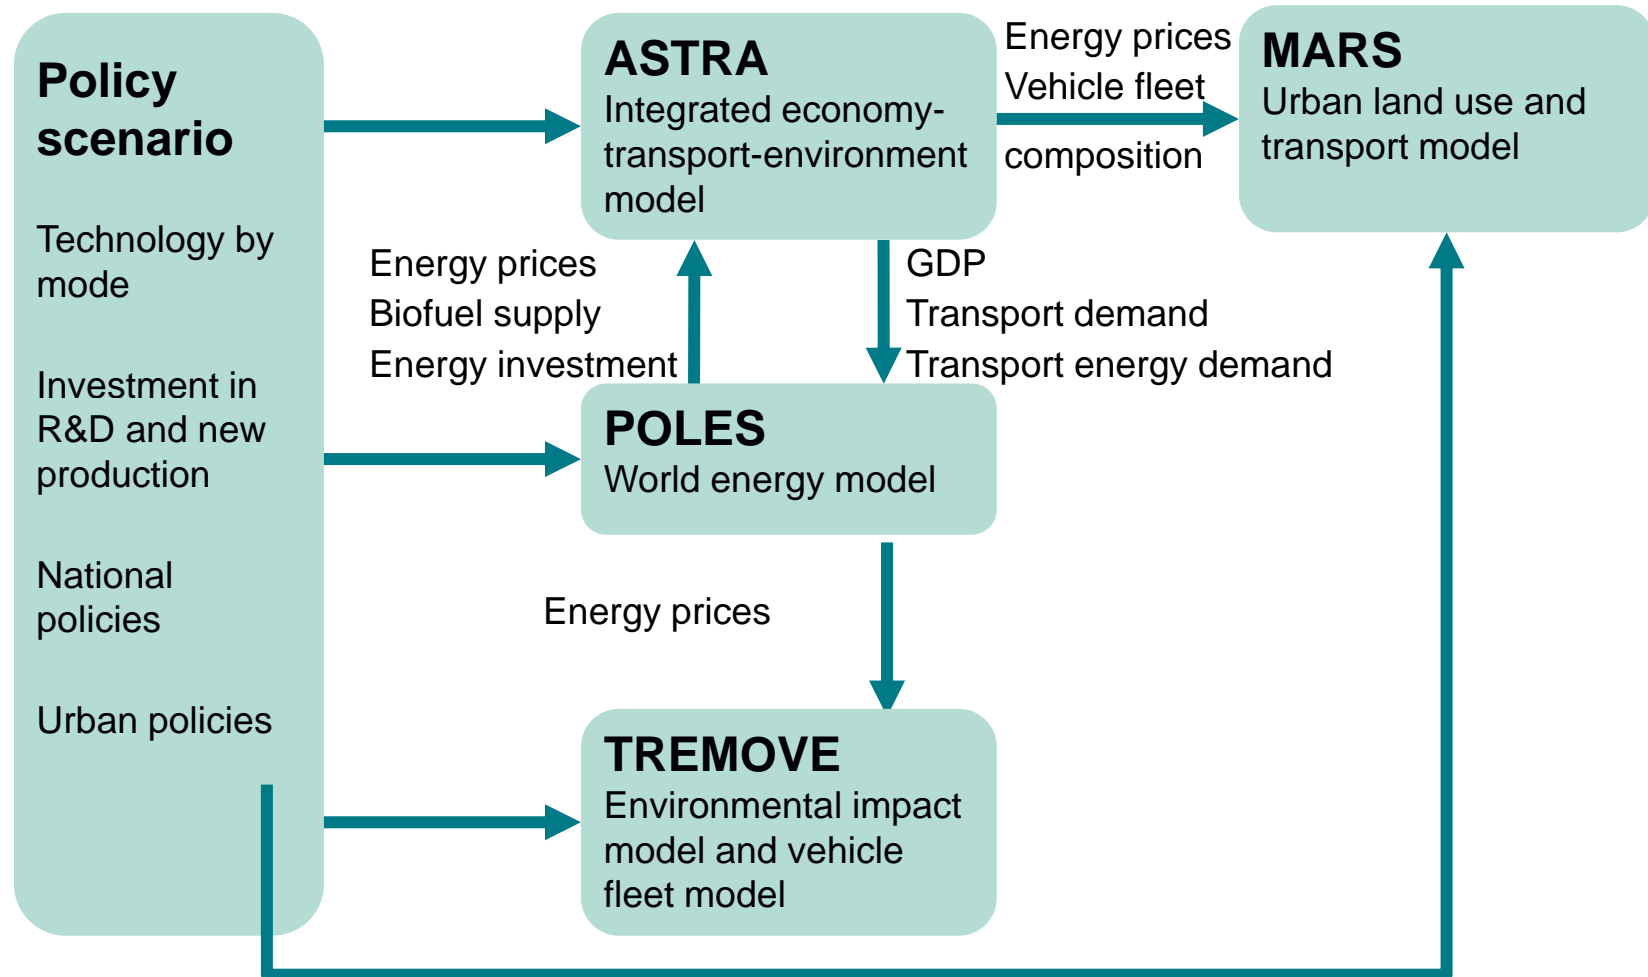 Policy
scenario
Technology by
mode
Investment in
R&D and new
production
National
policies
Urban policies
ASTRA
Integrated economy-
transport-environment
model
Energy prices
Vehicle fleet
composition
MARS
Urban land use and
transport model
Energy prices
Biofuel supply
Energy investment
GDP
Transport demand
Transport energy demand
POLES
World energy model
Energy prices
TREMOVE
Environmental impact
model and vehicle
fleet model